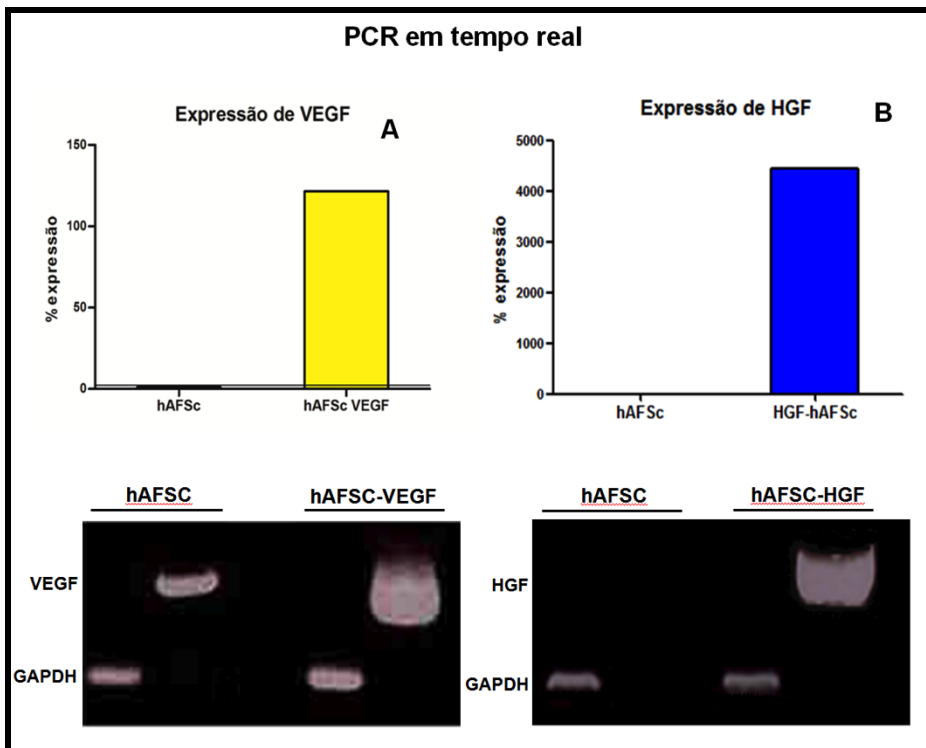 PCR em tempo real
Expressão de VEGF
A
% expressão
150
100
50
0
hAFSc
hAFSc VEGF
Expressão de HGF
B
% expressão
5000
4000
3000
2000
1000
0
hAFSc
HGF-hAFSc
hAFSC
hAFSC-VEGF
VEGF
GAPDH
hAFSC
hAFSC-HGF
HGF
GAPDH